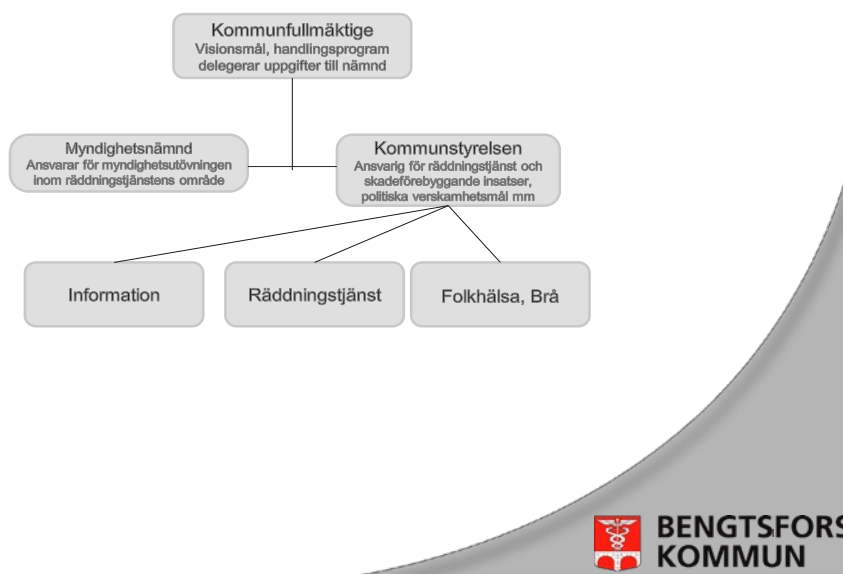 Kommunfullmäktige
Visionsmål, handlingsprogram
delegerar uppgifter till nämnd
Myndighetsnämnd
Ansvarar för myndighetsutövningen
inom räddningstjänstens område
Kommunstyrelsen
Ansvarig för räddningstjänst och
skadeförebyggande insatser,
politiska verskamhetsmål mm
Information
Räddningstjänst
Folkhälsa, Brå
BENGTSFORS
KOMMUN